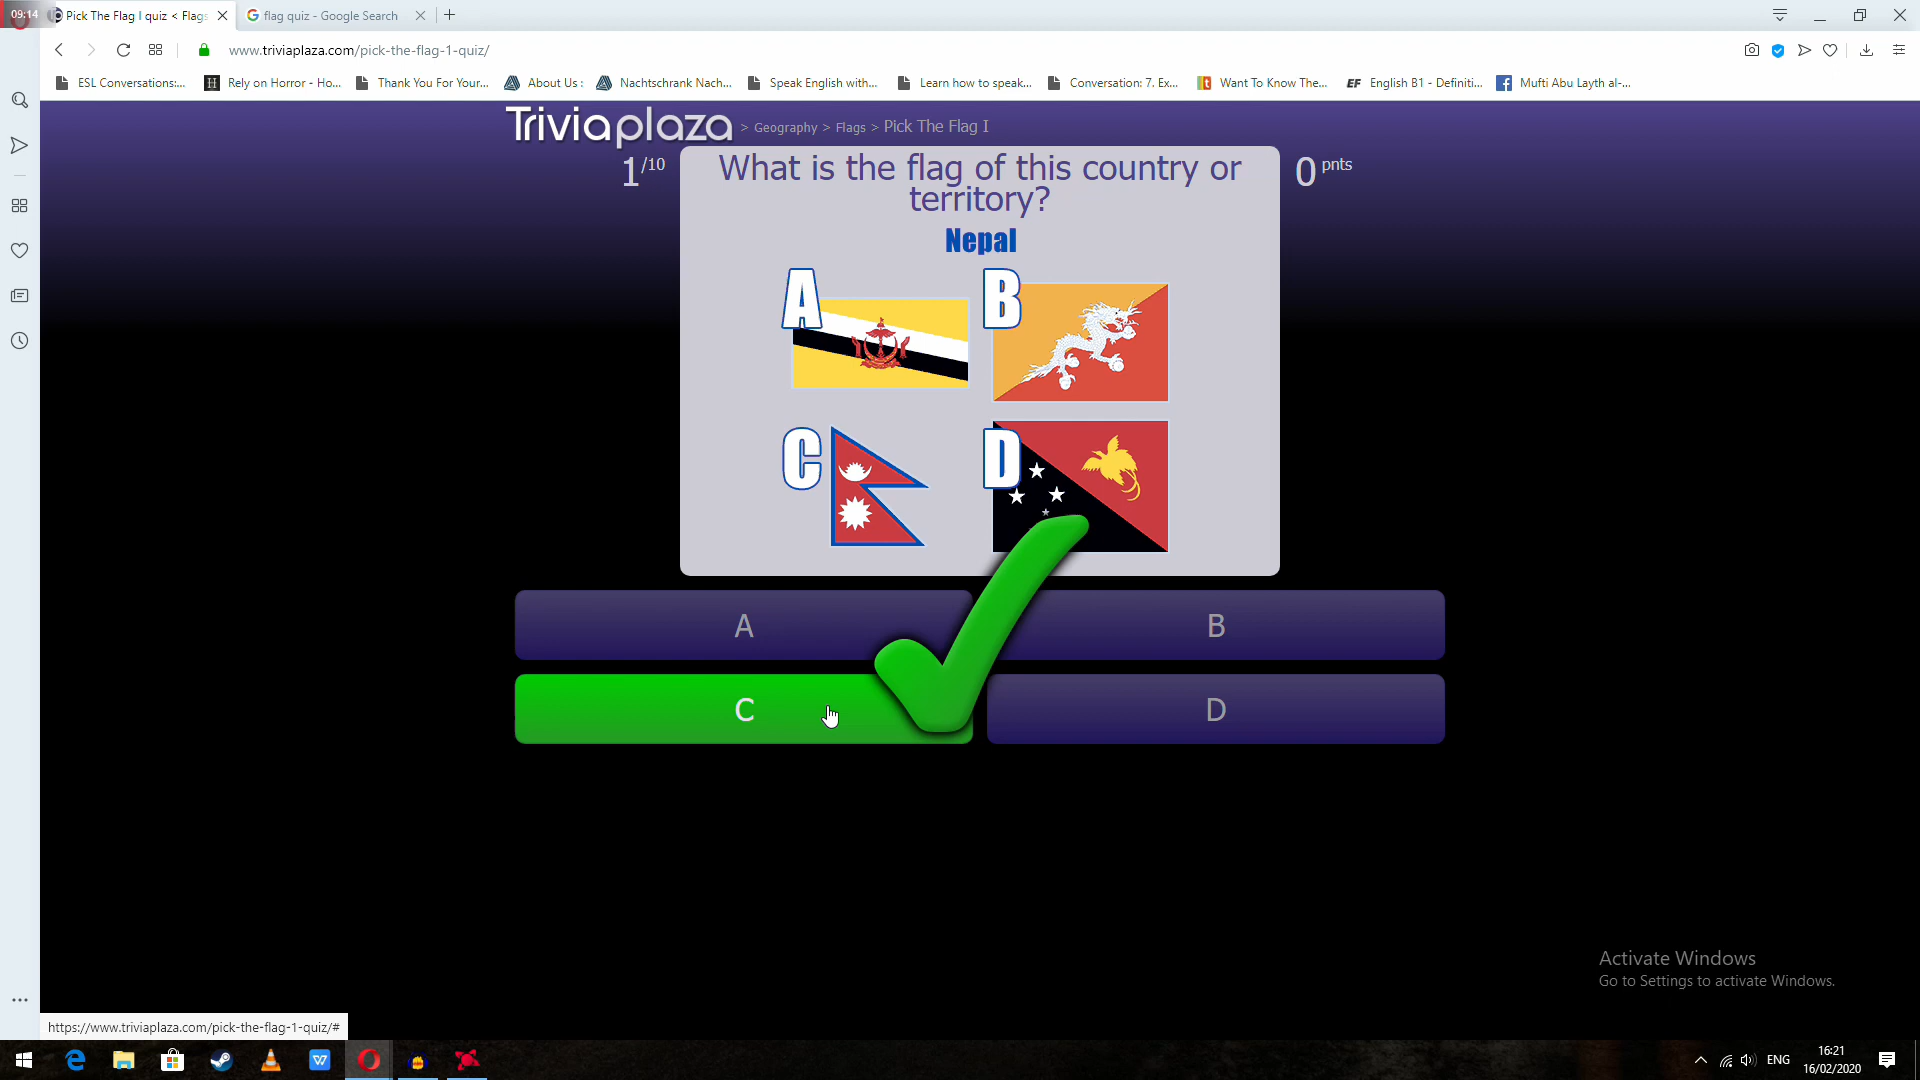 09:14
Pick The Flag I quiz < Flags
flag quiz - Google Search
www.triviaplaza.com/pick-the-flag-1-quiz/
ESL Conversations:...
Rely on Horror - Ho...
Thank You For Your...
About Us :
Nachtschrank Nach...
Speak English with...
Learn how to speak...
Conversation: 7. Ex...
Want To Know The...
EF English B1 - Definiti...
Mufti Abu Layth al-...
Triviaplaza > Geography > Flags > Pick The Flag I
1/10
What is the flag of this country or
territory?
0 pnts
Nepal
A
B
C
D
A
B
C
D
Activate Windows
Go to Settings to activate Windows.
https://www.triviaplaza.com/pick-the-flag-1-quiz/#
ENG
16:21
16/02/2020